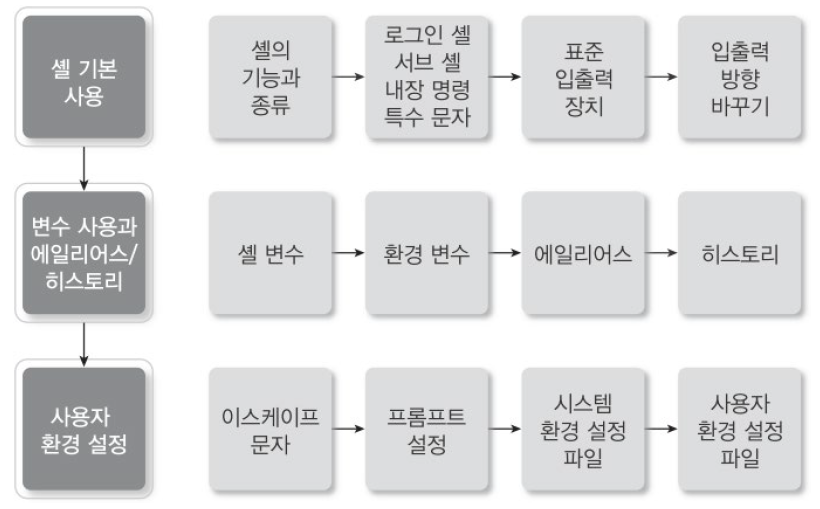 셸 기본
사용
셸의
기능과
종류
로그인 셸
서브 셸
내장 명령
특수 문자
표준
입출력
장치
입출력
방향
바꾸기
변수 사용과
에일리어스/
히스토리
셸 변수
환경 변수
에일리어스
히스토리
사용자
환경 설정
이스케이프
문자
프롬프트
설정
시스템
환경 설정
파일
사용자
환경 설정
파일